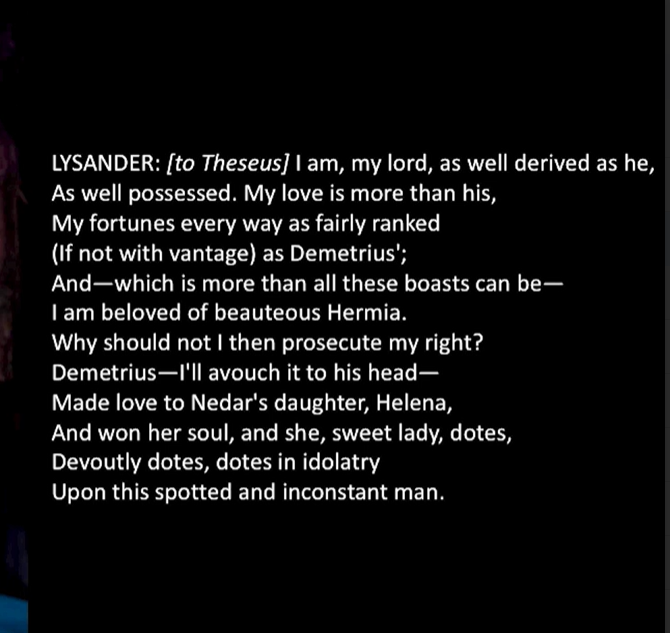 LYSANDER: [to Theseus] I am, my lord, as well derived as he,
As well possessed. My love is more than his,
My fortunes every way as fairly ranked
(If not with vantage) as Demetrius';
And—which is more than all these boasts can be—
I am beloved of beauteous Hermia.
Why should not I then prosecute my right?
Demetrius—I'll avouch it to his head—
Made love to Nedar's daughter, Helena,
And won her soul, and she, sweet lady, dotes,
Devoutly dotes, dotes in idolatry
Upon this spotted and inconstant man.